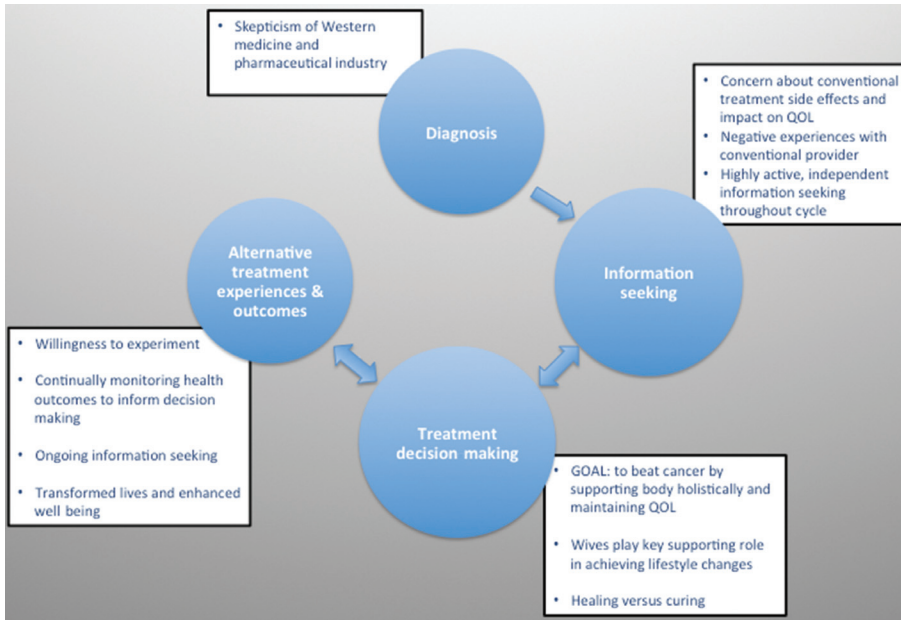 • Skepticism of Western
medicine and
pharmaceutical industry
Diagnosis
• Concern about conventional
treatment side effects and
impact on QOL
• Negative experiences with
conventional provider
• Highly active, independent
information seeking
throughout cycle
Alternative
treatment
experiences &
outcomes
Information
seeking
• Willingness to experiment
• Continually monitoring health
outcomes to inform decision
making
• Ongoing information seeking
• Transformed lives and enhanced
well being
Treatment
decision making
• GOAL: to beat cancer by
supporting body holistically and
maintaining QOL
• Wives play key supporting role
in achieving lifestyle changes
• Healing versus curing